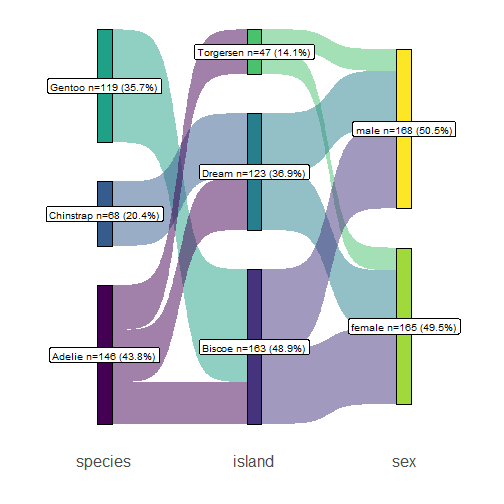 Torgersen n=47 (14.1%)
Gentoo n=119 (35.7%)
male n=168 (50.5%)
Dream n=123 (36.9%)
Chinstrap n=68 (20.4%)
female n=165 (49.5%)
Biscoe n=163 (48.9%)
Adelie n=146 (43.8%)
species island sex